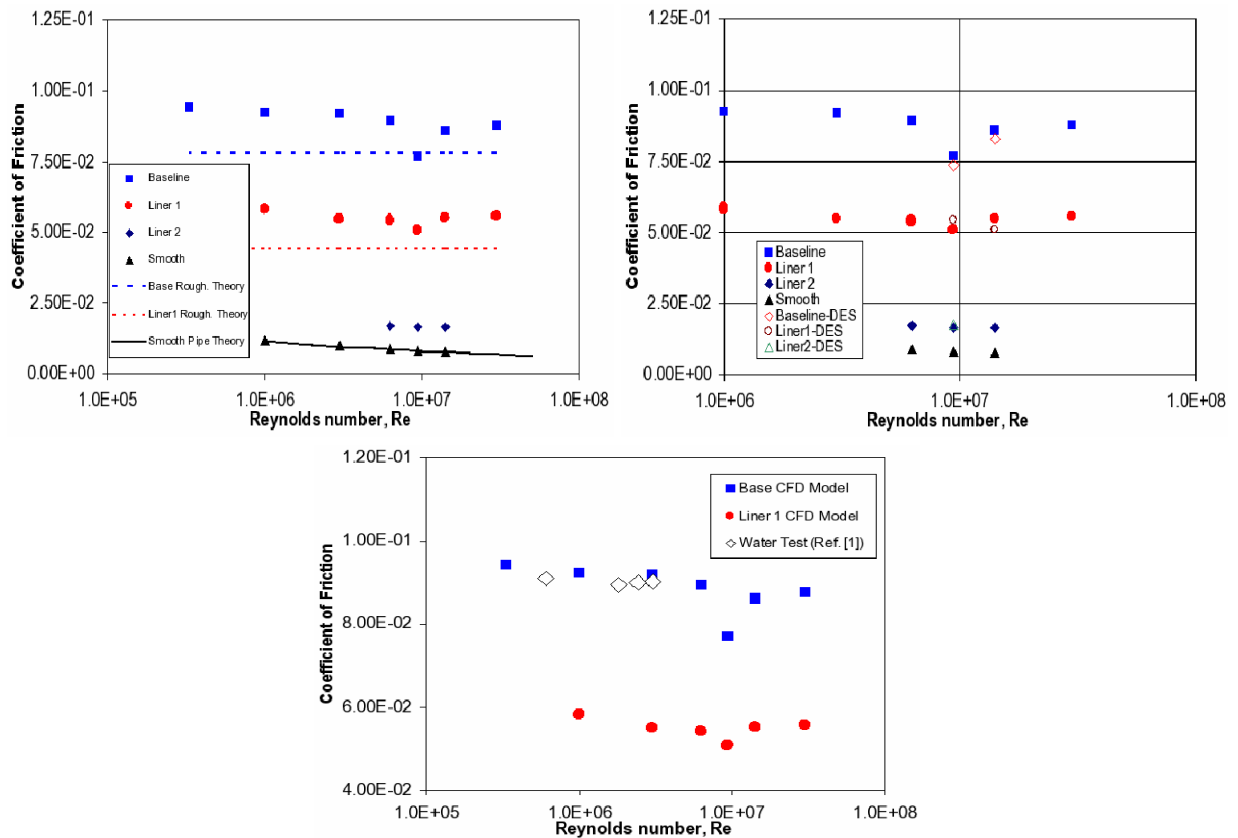 1.25E-01
1.00E-01
7.50E-02
5.00E-02
2.50E-02
0.00E+00
Coefficient of Friction
Baseline
Liner 1
Liner 2
Smooth
Base Rough. Theory
Liner1 Rough. Theory
Smooth Pipe Theory
1.0E+05 1.0E+06 1.0E+07 1.0E+08
Reynolds number, Re
1.25E-01
1.00E-01
7.50E-02
5.00E-02
2.50E-02
0.00E+00
Coefficient of Friction
Baseline
Liner 1
Liner 2
Smooth
Baseline-DES
Liner1-DES
Liner2-DES
1.0E+06 1.0E+07 1.0E+08
Reynolds number, Re
1.20E-01
1.00E-01
8.00E-02
6.00E-02
4.00E-02
Coefficient of Friction
Base CFD Model
Liner 1 CFD Model
Water Test (Ref. [1])
1.0E+05 1.0E+06 1.0E+07 1.0E+08
Reynolds number, Re